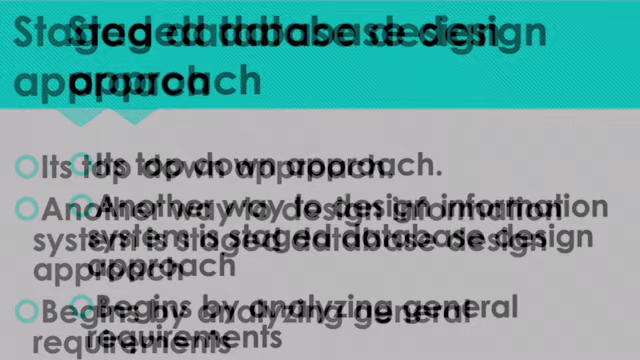 Staged database design
approach
Its top down approach.
Another way to design information
system is staged database design
approach
Begins by analyzing general
requirements